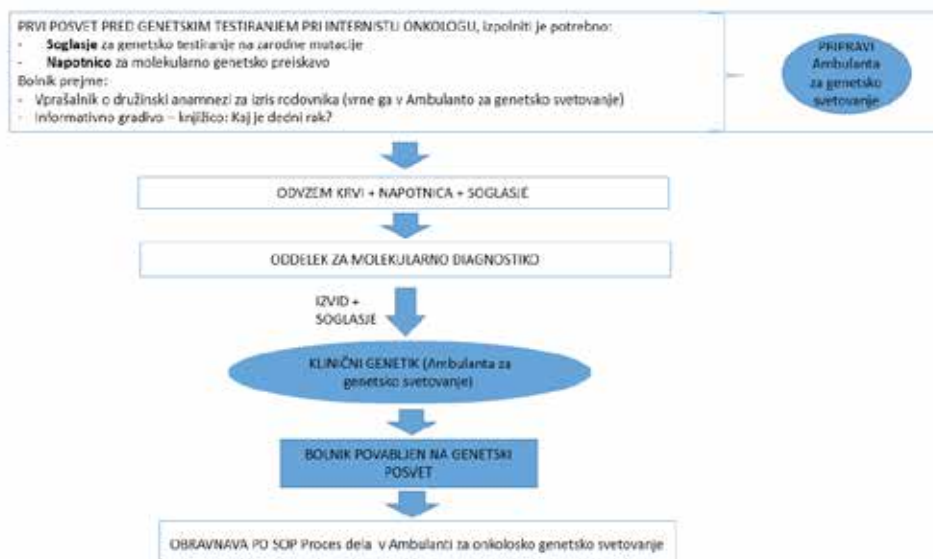 PRVI POSVET PRED GENETSKIM TESTIRANJEM PRI INTERNISTU ONKOLOGU, izpolniti je potrebno:
- Soglasje za genetsko testiranje na zarodne mutacije
- Napotnico za molekularno genetsko preiskavo
Bolnik prejme:
- Vprašalnik o družinski anamnezi za izris rodovnika (vrne ga v Ambulanto za genetsko svetovanje)
- Informativno gradivo – knjižico: Kaj je dedni rak?
PRIPRAVI
Ambulanta
za genetsko
svetovanje
ODVZEM KRVI + NAPOTNICA + SOGLASJE
ODDELEK ZA MOLEKULARNO DIAGNOSTIKO
IZVID +
SOGLASJE
KLINIČNI GENETIK (Ambulanta za
genetsko svetovanje)
BOLNIK POVABLJEN NA GENETSKI
POSVET
OBRAVNAVA PO SOP Proces dela v Ambulanti za onkolosko genetsko svetovanje